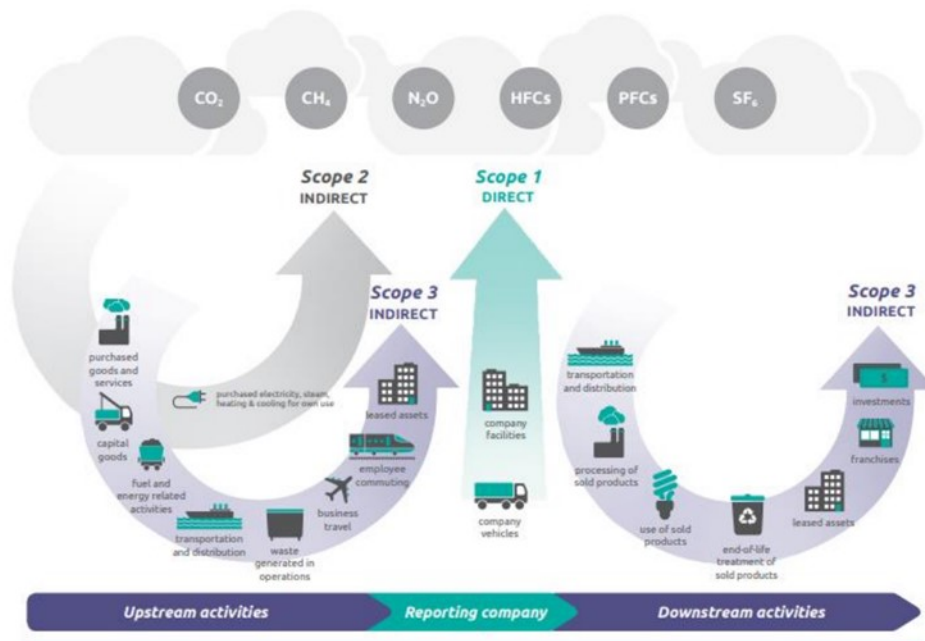 CO₂
CH₄
N₂O
HFCs
PFCs
SF₆
Scope 2
INDIRECT
Scope 1
DIRECT
Scope 3
INDIRECT
Scope 3
INDIRECT
purchased
goods and
services
capital
goods
fuel and
energy related
activities
transportation
and distribution
waste
generated in
operations
business
travel
employee
commuting
leased assets
purchased electricity, steam,
heating & cooling for own use
company
facilities
company
vehicles
transportation
and distribution
processing of
sold products
use of sold
products
end-of-life
treatment of
sold products
leased assets
franchises
$
investments
Upstream activities
Reporting company
Downstream activities